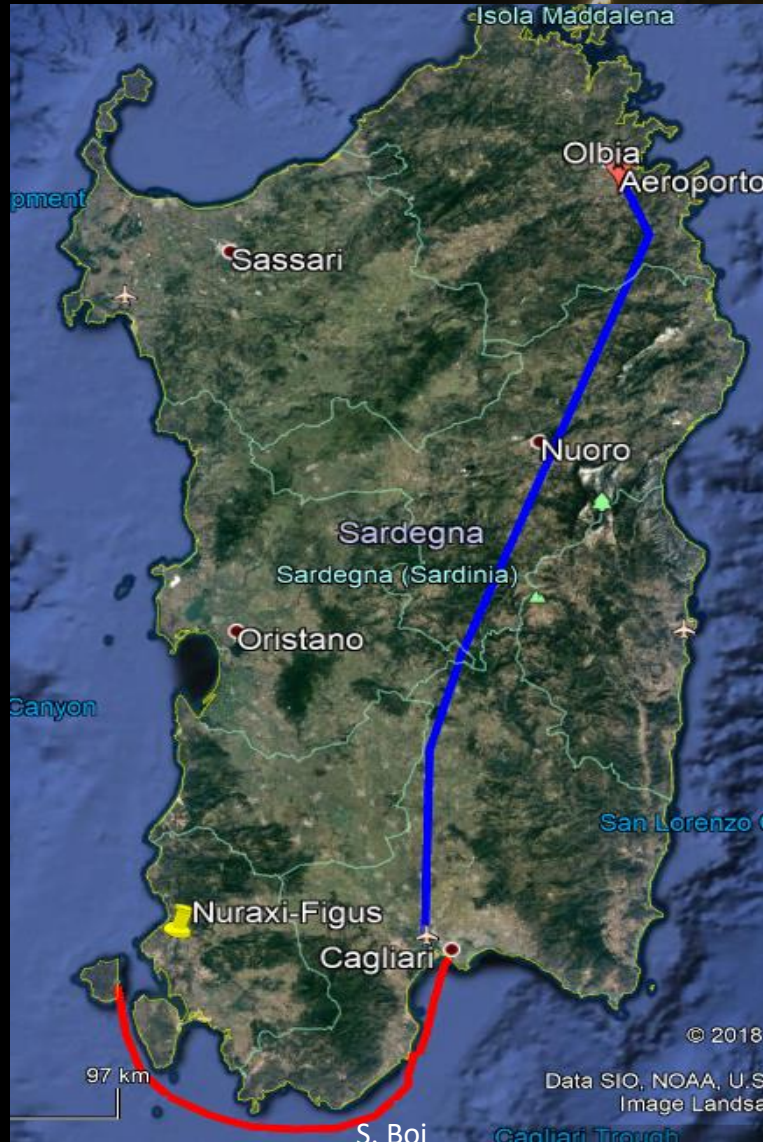 Isola Maddalena
Olbia
Aeroporto
pment
Sassari
Nuoro
Sardegna
Sardegna (Sardinia)
Oristano
Canyon
San Lorenzo C
Nuraxi-Figus
Cagliari
© 2018
97 km
Data SIO, NOAA, U.S
Image Landsa
S. Boi
Cagliari Trough